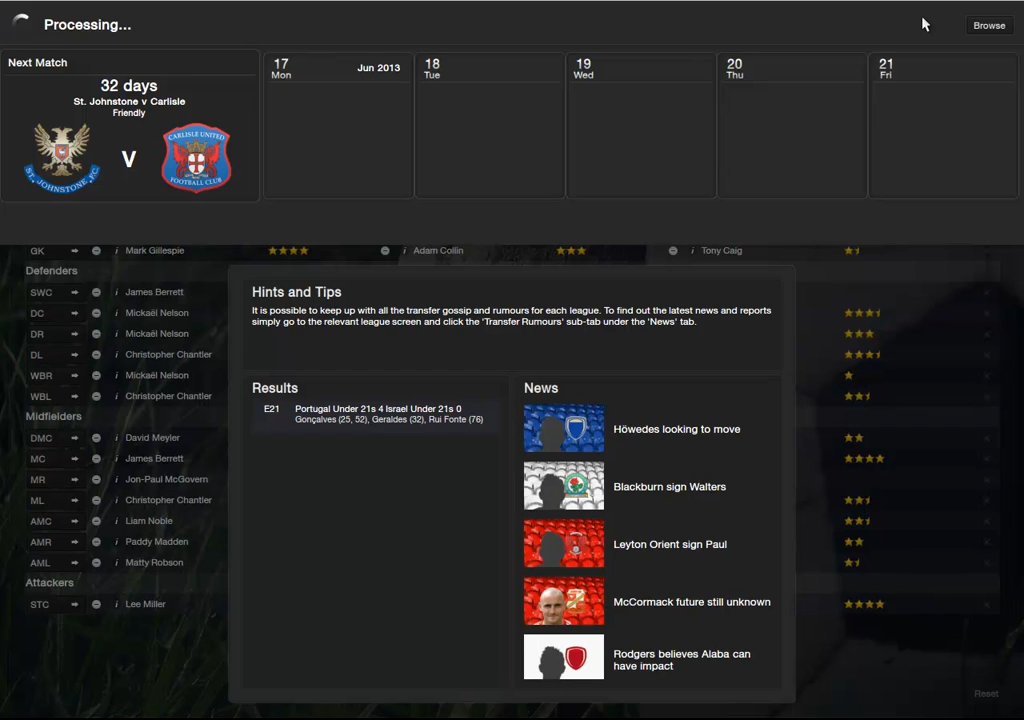 Processing...
Browse
Next Match
32 days
St. Johnstone v Carlisle
Friendly
V
ST. JOHNSTONE F.C.
CARLISLE UNITED
FOOTBALL CLUB
17
Mon
Jun 2013
18
Tue
19
Wed
20
Thu
21
Fri
GK i Mark Gillespie i Adam Collin i Tony Caig
Defenders
SWC i James Berrett
DC i Mickaël Nelson
DR i Mickaël Nelson
DL i Christopher Chantler
WBR i Mickaël Nelson
WBL i Christopher Chantler
Midfielders
DMC i David Meyler
MC i James Berrett
MR i Jon-Paul McGovern
ML i Christopher Chantler
AMC i Liam Noble
AMR i Paddy Madden
AML i Matty Robson
Attackers
STC i Lee Miller
Hints and Tips
It is possible to keep up with all the transfer gossip and rumours for each league. To find out the latest news and reports
simply go to the relevant league screen and click the 'Transfer Rumours' sub-tab under the 'News' tab.
Results
E21 Portugal Under 21s 4 Israel Under 21s 0
Gonçalves (25, 52), Geraldes (32), Rui Fonte (76)
News
Höwedes looking to move
Blackburn sign Walters
Leyton Orient sign Paul
McCormack future still unknown
Rodgers believes Alaba can
have impact
Reset